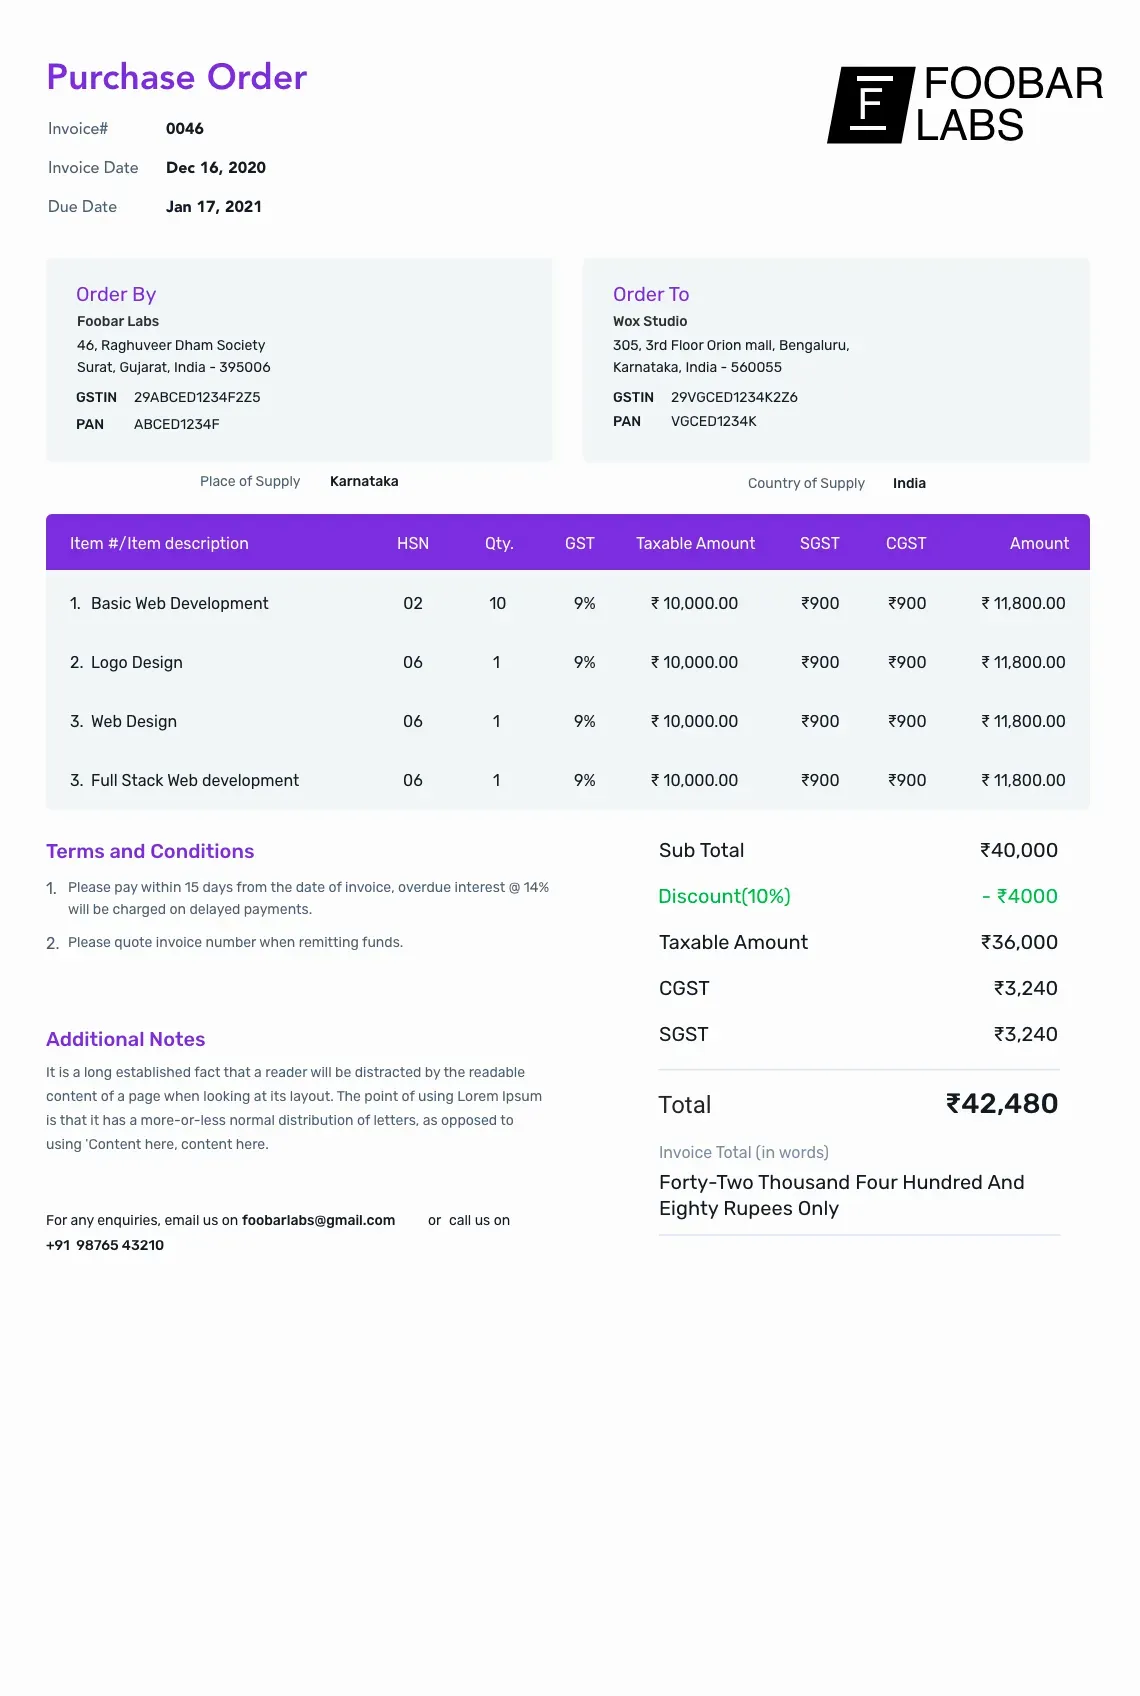 Purchase Order
F
FOOBAR
LABS
Invoice# 0046
Invoice Date Dec 16, 2020
Due Date Jan 17, 2021
Order By
Foobar Labs
46, Raghuveer Dham Society
Surat, Gujarat, India - 395006
GSTIN 29ABCED1234F2Z5
PAN ABCED1234F
Order To
Wox Studio
305, 3rd Floor Orion mall, Bengaluru,
Karnataka, India - 560055
GSTIN 29VGCED1234K2Z6
PAN VGCED1234K
Place of Supply Karnataka
Country of Supply India
Item #/Item description HSN Qty. GST Taxable Amount SGST CGST Amount
1. Basic Web Development 02 10 9% ₹ 10,000.00 ₹900 ₹900 ₹ 11,800.00
2. Logo Design 06 1 9% ₹ 10,000.00 ₹900 ₹900 ₹ 11,800.00
3. Web Design 06 1 9% ₹ 10,000.00 ₹900 ₹900 ₹ 11,800.00
3. Full Stack Web development 06 1 9% ₹ 10,000.00 ₹900 ₹900 ₹ 11,800.00
Terms and Conditions
1. Please pay within 15 days from the date of invoice, overdue interest @ 14%
will be charged on delayed payments.
2. Please quote invoice number when remitting funds.
Additional Notes
It is a long established fact that a reader will be distracted by the readable
content of a page when looking at its layout. The point of using Lorem Ipsum
is that it has a more-or-less normal distribution of letters, as opposed to
using 'Content here, content here.
For any enquiries, email us on foobarlabs@gmail.com or call us on
+91 98765 43210
Sub Total ₹40,000
Discount(10%) - ₹4000
Taxable Amount ₹36,000
CGST ₹3,240
SGST ₹3,240
Total ₹42,480
Invoice Total (in words)
Forty-Two Thousand Four Hundred And
Eighty Rupees Only